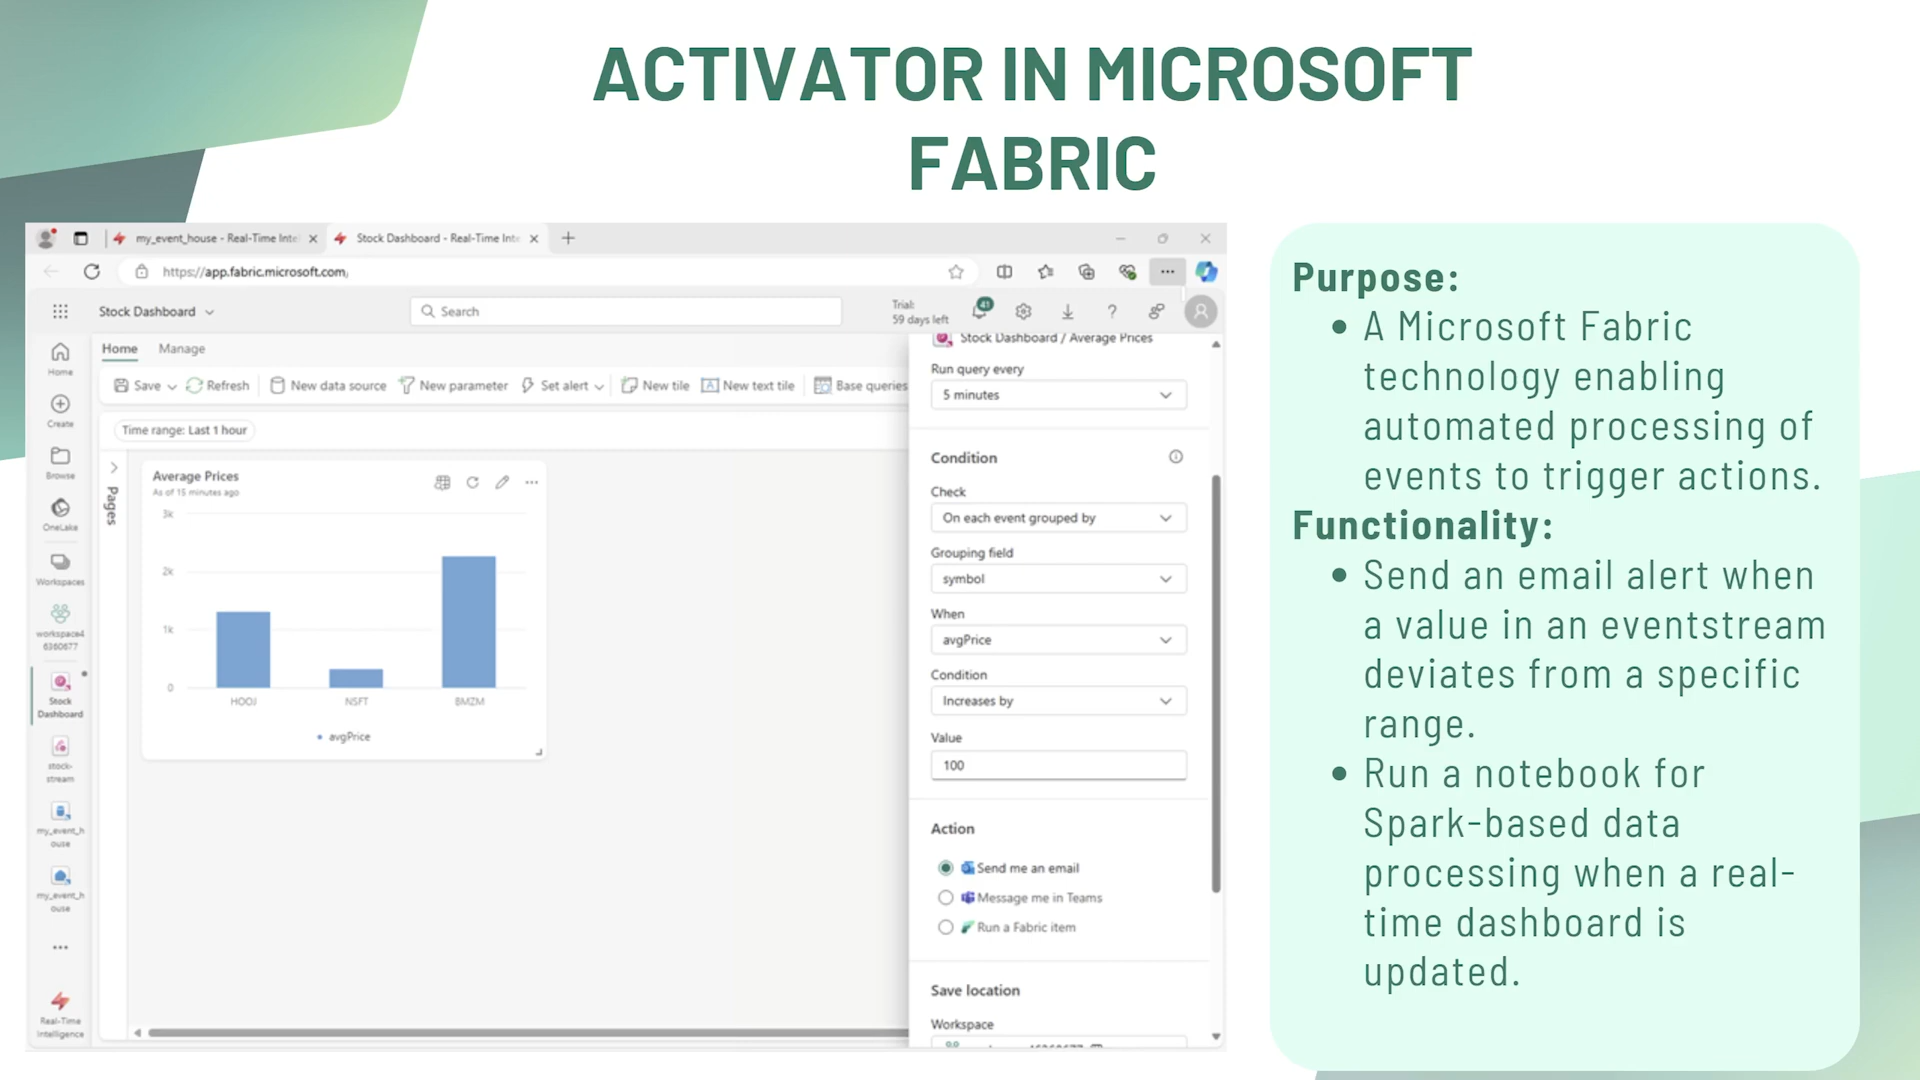 ACTIVATOR IN MICROSOFT
FABRIC
my_event_house - Real-Time Inte
Stock Dashboard - Real-Time Inte
https://app.fabric.microsoft.com
Stock Dashboard
Search
Trial:
59 days left
41
Home
Create
Browse
OneLake
Workspaces
workspace4
6360677
Stock
Dashboard
stock-
stream
my_event_h
ouse
my_event_h
ouse
Real-Time
Intelligence
Home Manage
Save Refresh New data source New parameter Set alert New tile New text tile Base queries
Time range: Last 1 hour
Pages
Average Prices
As of 15 minutes ago
3k
2k
1k
0
HOOJ NSFT BMZM
avgPrice
Stock Dashboard / Average Prices
Run query every
5 minutes
Condition
Check
On each event grouped by
Grouping field
symbol
When
avgPrice
Condition
Increases by
Value
100
Action
Send me an email
Message me in Teams
Run a Fabric item
Save location
Workspace
Purpose:
• A Microsoft Fabric
technology enabling
automated processing of
events to trigger actions.
Functionality:
• Send an email alert when
a value in an eventstream
deviates from a specific
range.
• Run a notebook for
Spark-based data
processing when a real-
time dashboard is
updated.